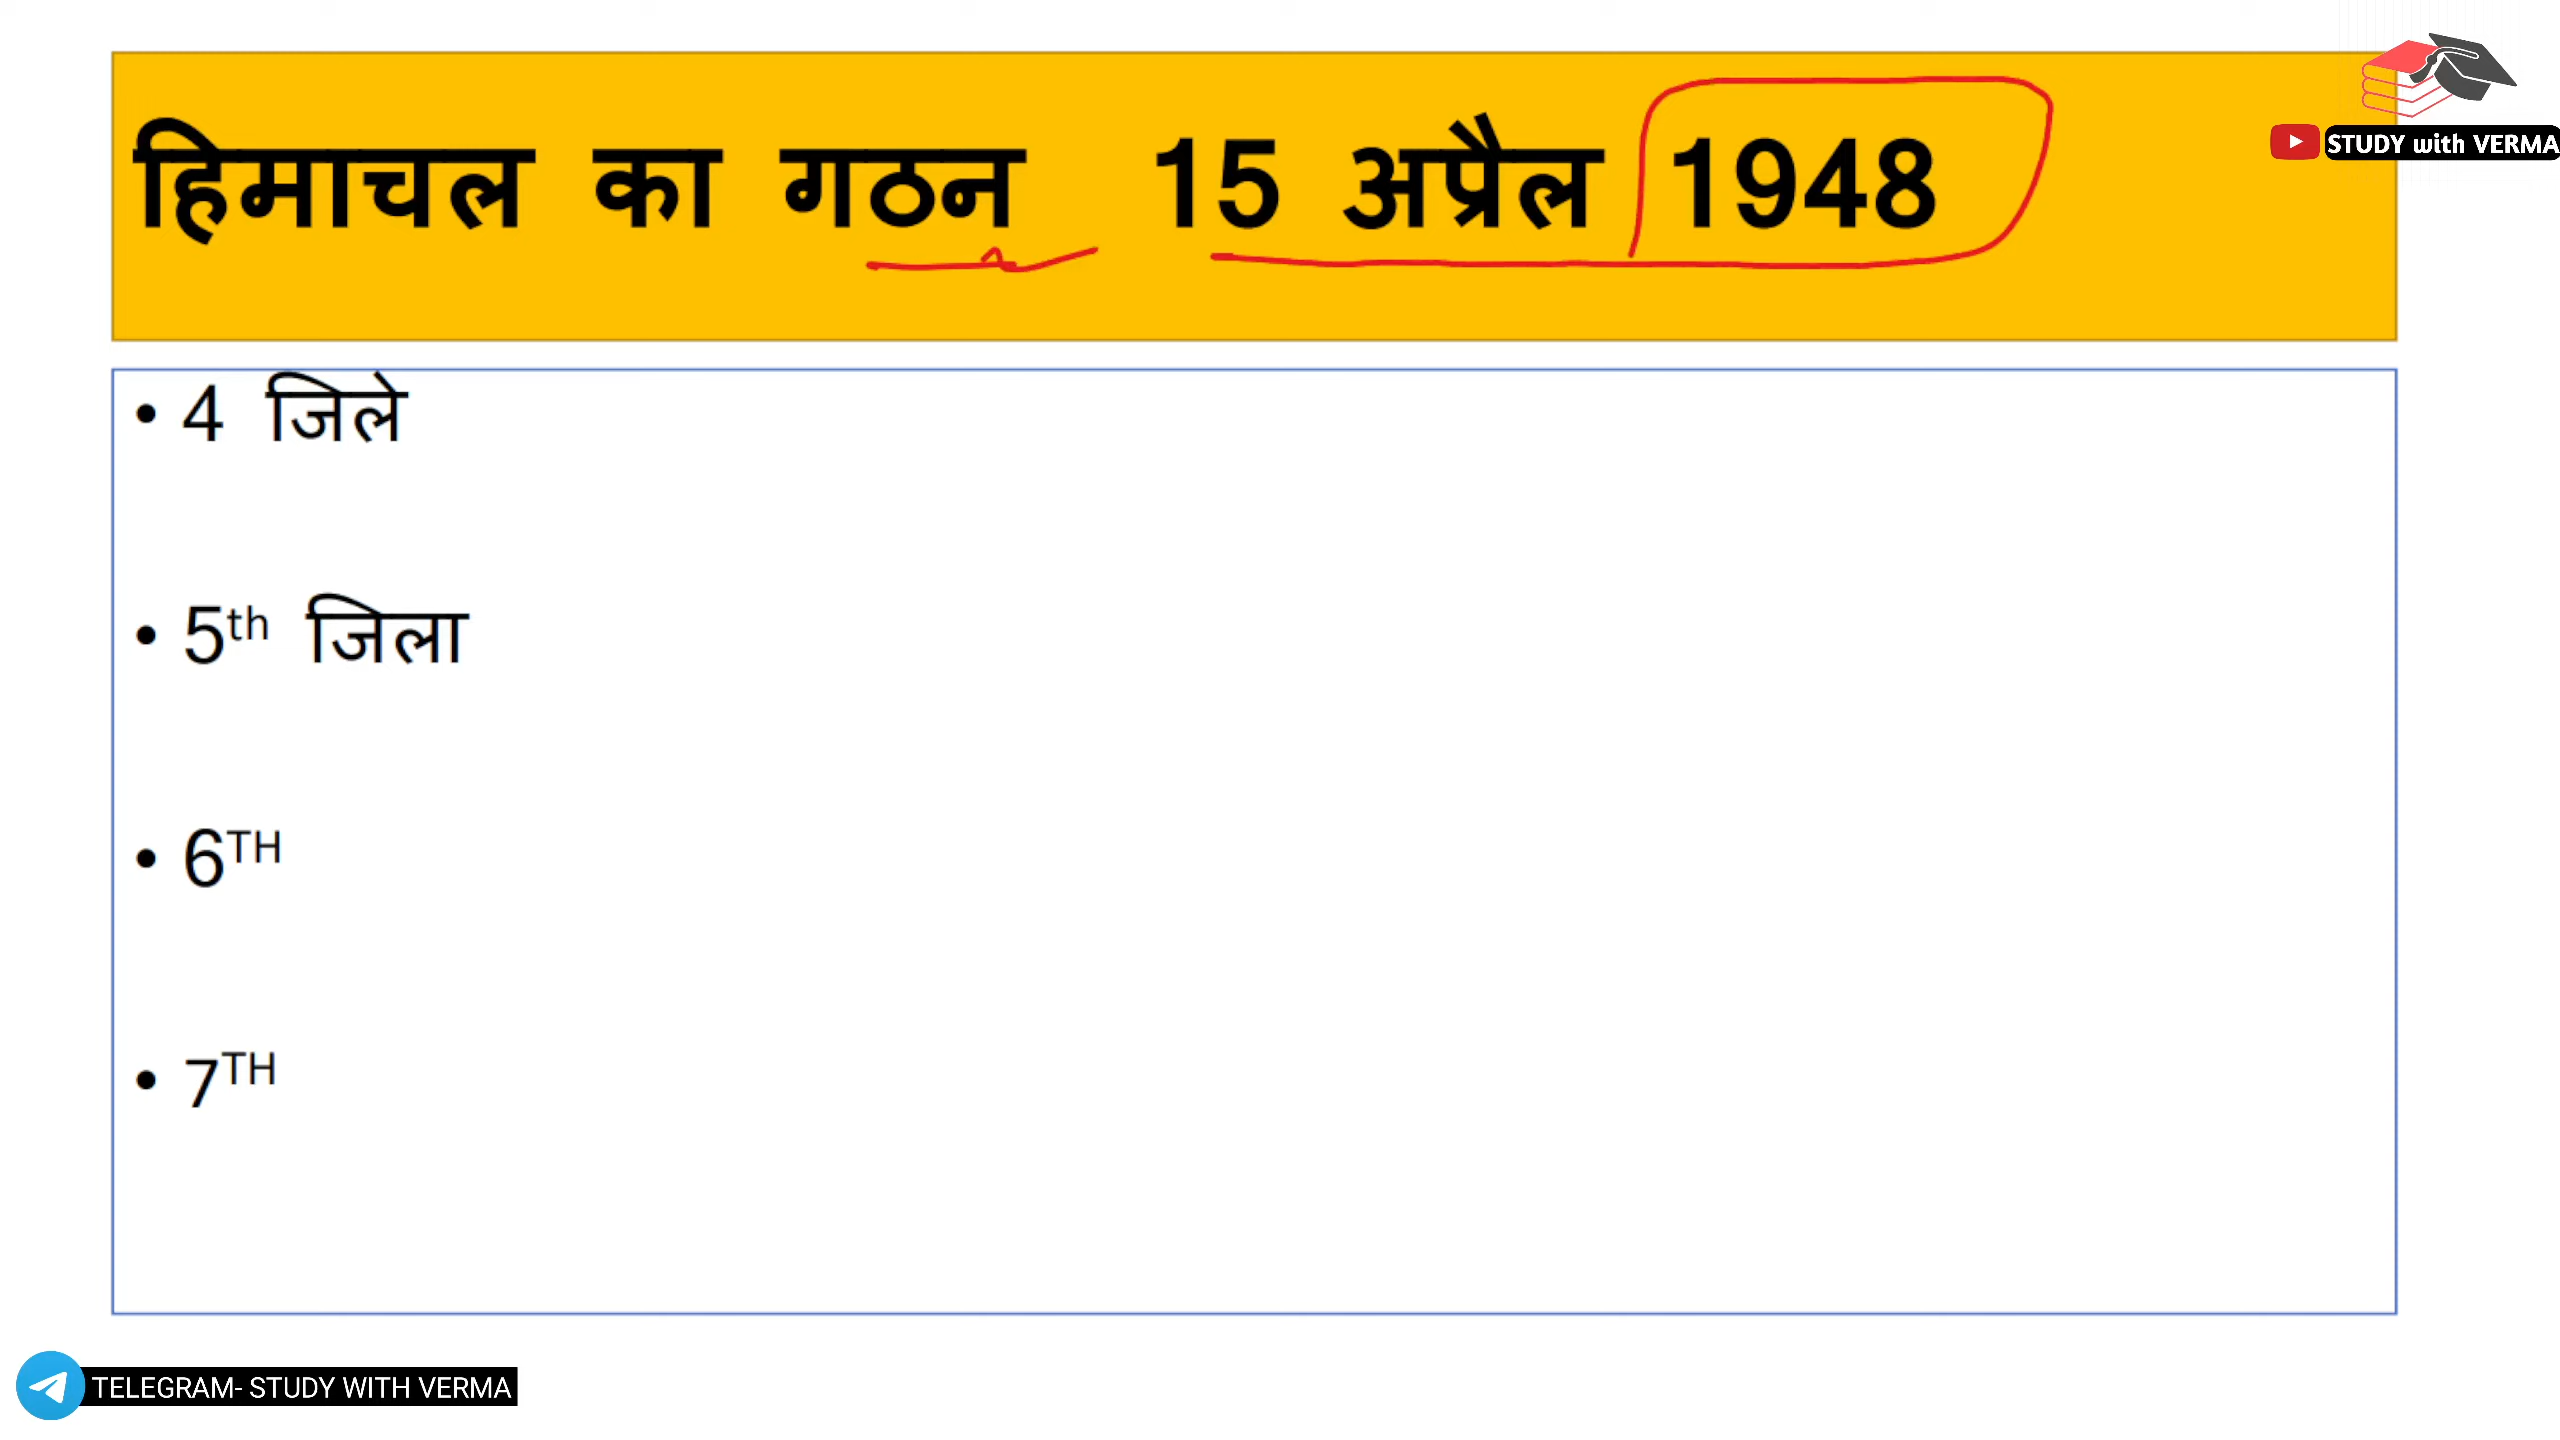 हिमाचल का गठन 15 अप्रैल 1948
STUDY with VERMA
• 4 जिले
• 5th जिला
• 6TH
• 7TH
TELEGRAM- STUDY WITH VERMA